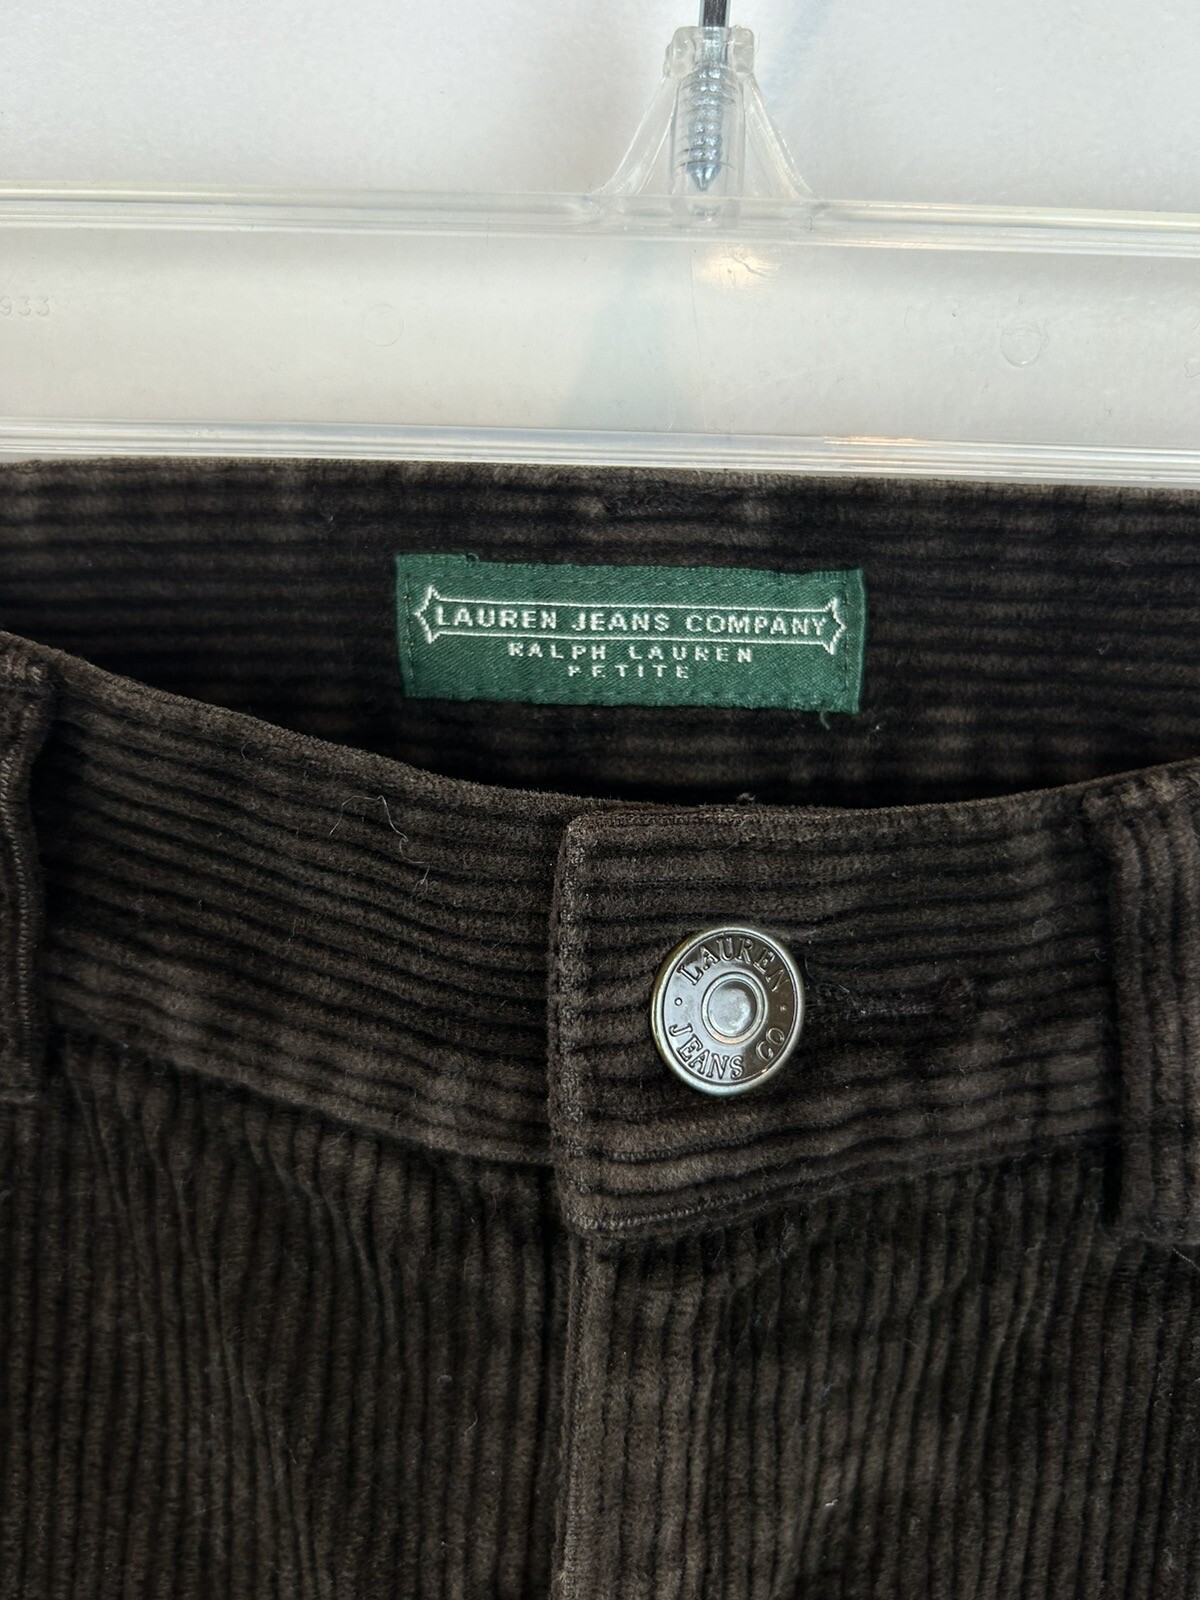 933
LAUREN JEANS COMPANY
RALPH LAUREN
PETITE
LAUREN
JEANS CO